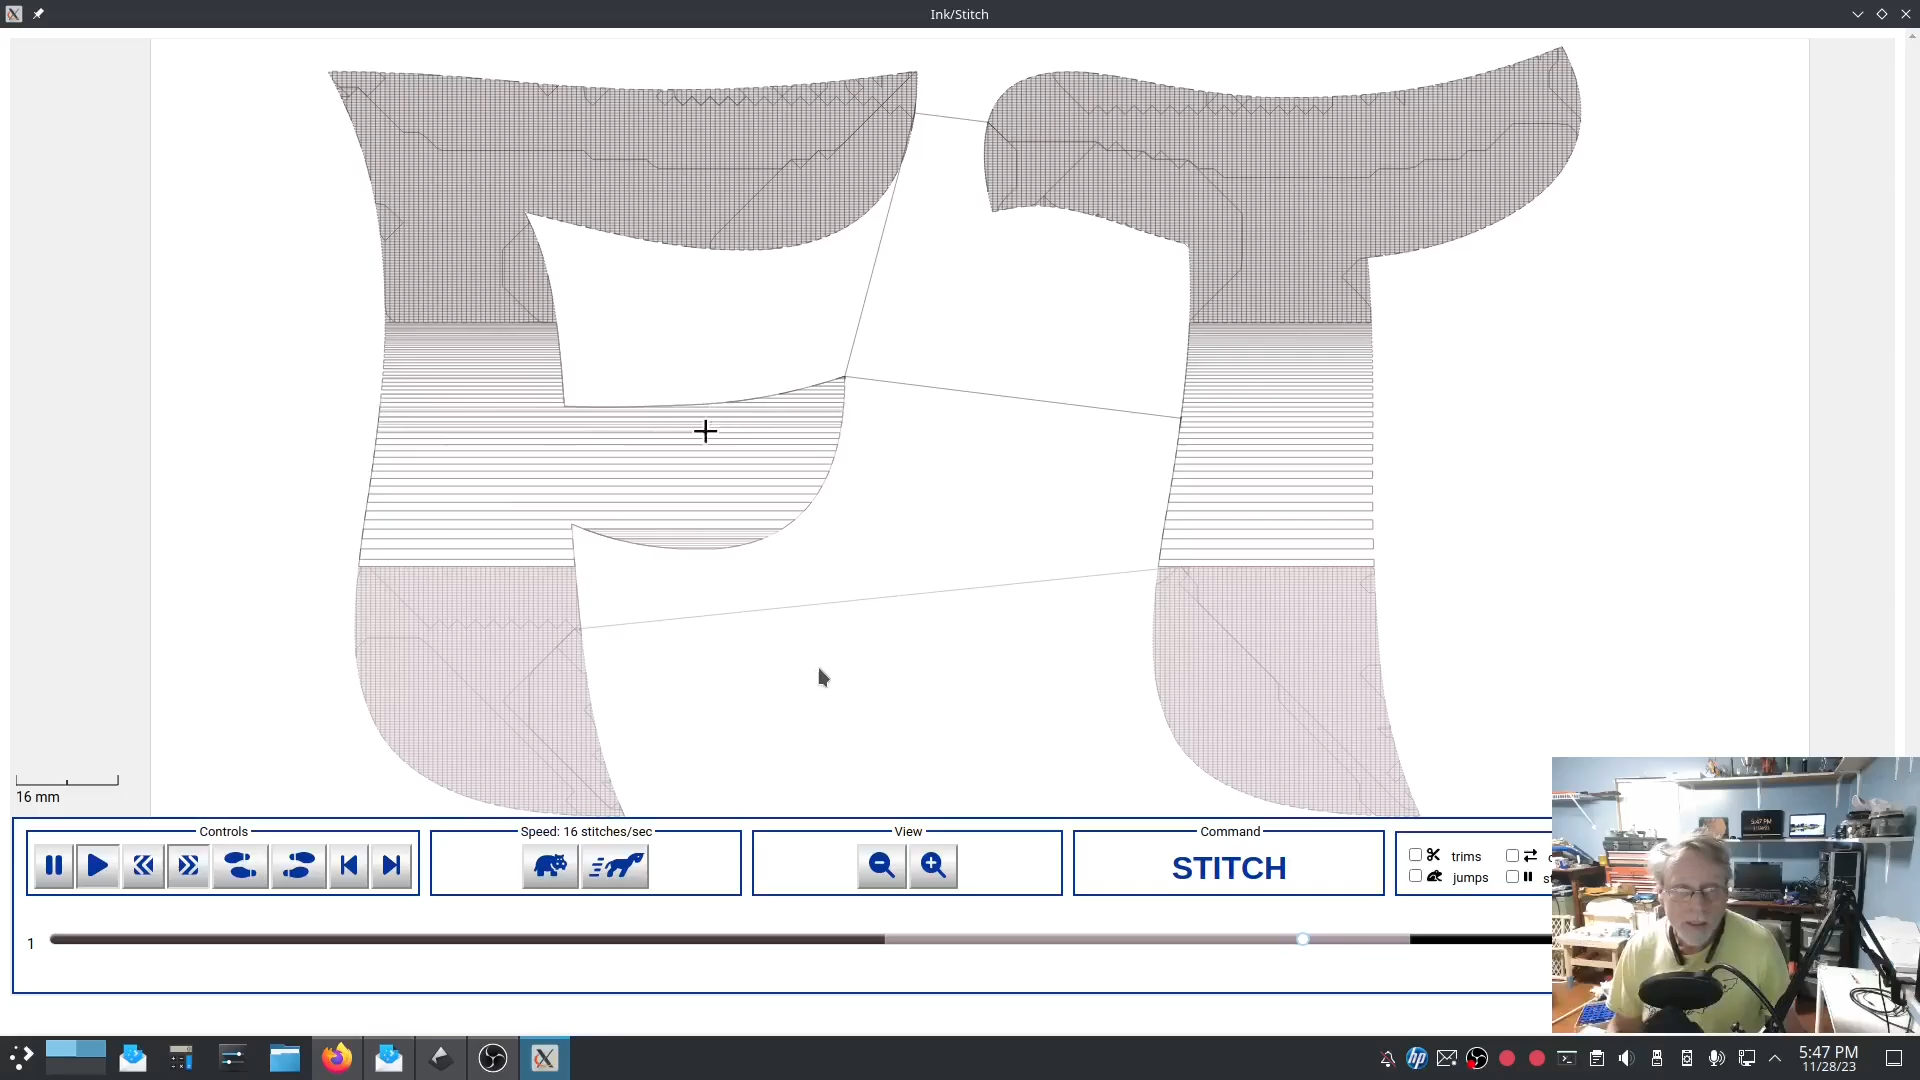 Ink/Stitch
16 mm
Controls
Speed: 16 stitches/sec
View
Command
STITCH
trims
jumps
1
hp
5:47 PM
11/28/23